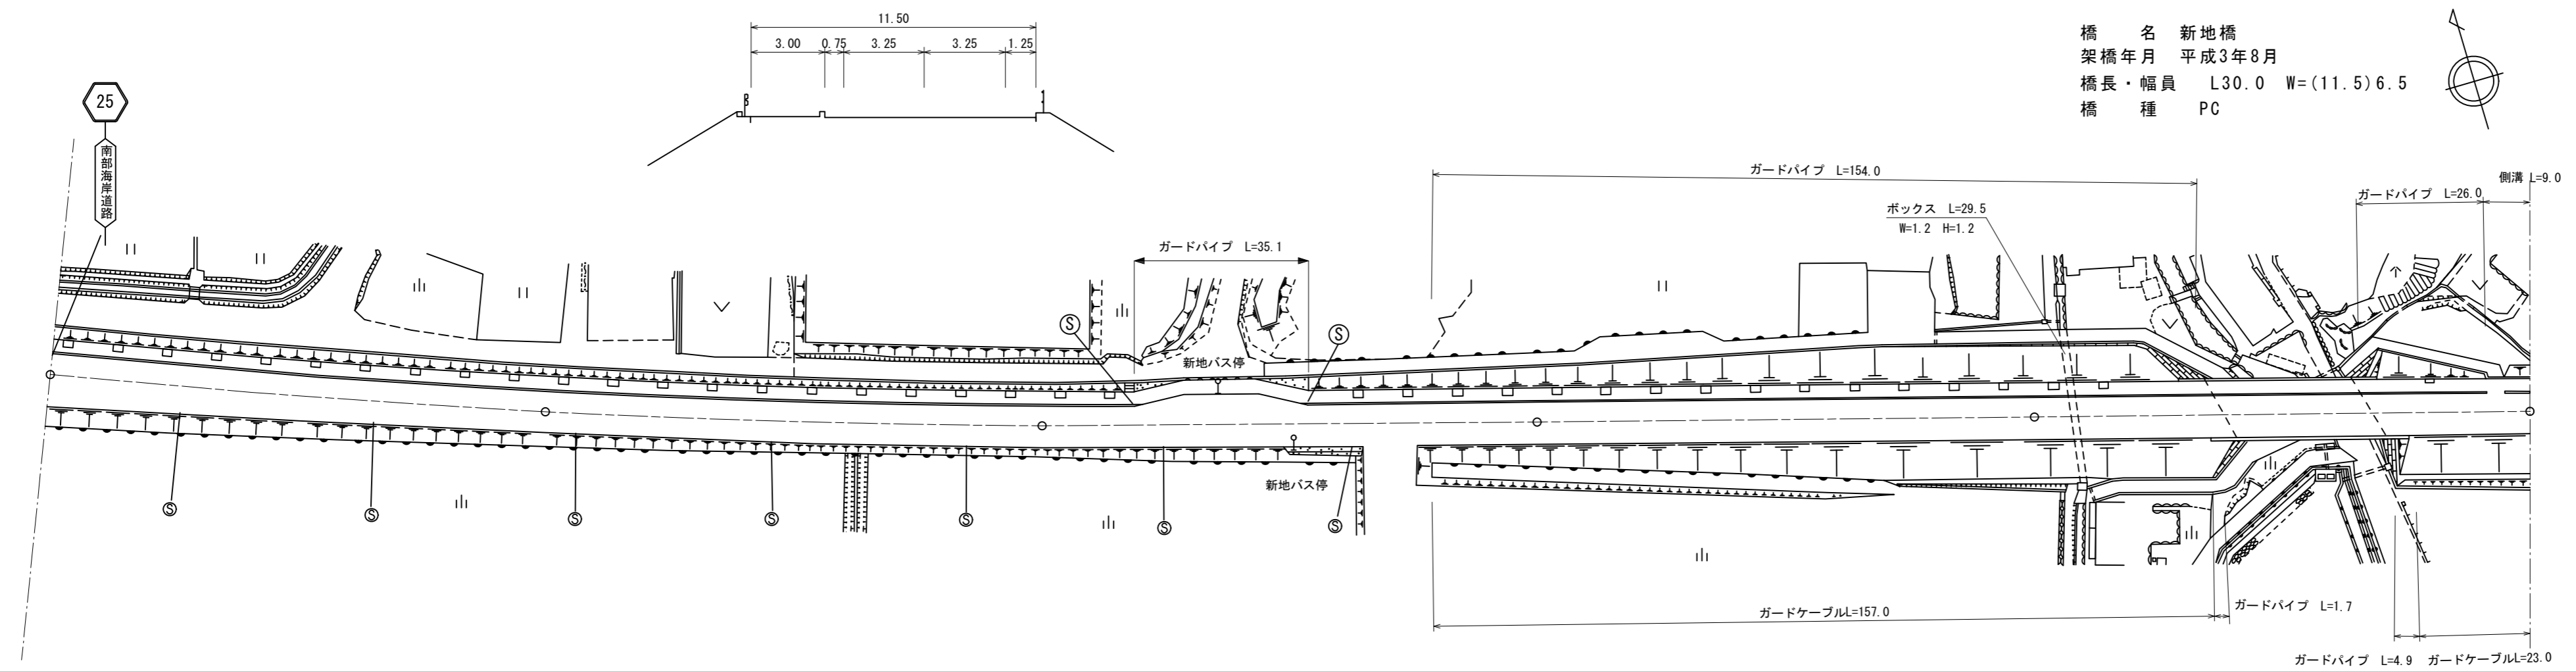 11.50
3.00 0.75 3.25 3.25 1.25
橋名 新地橋
架橋年月 平成3年8月
橋長・幅員 L30.0 W=(11.5)6.5
橋種 PC
25
南部海岸道路
ガードパイプ L=154.0
側溝 L=9.0
ガードパイプ L=26.0
ボックス L=29.5
W=1.2 H=1.2
ガードパイプ L=35.1
S
S
新地バス停
新地バス停
S
S
S
S
S
S
S
ガードケーブルL=157.0
ガードパイプ L=1.7
ガードパイプ L=4.9
ガードケーブルL=23.0